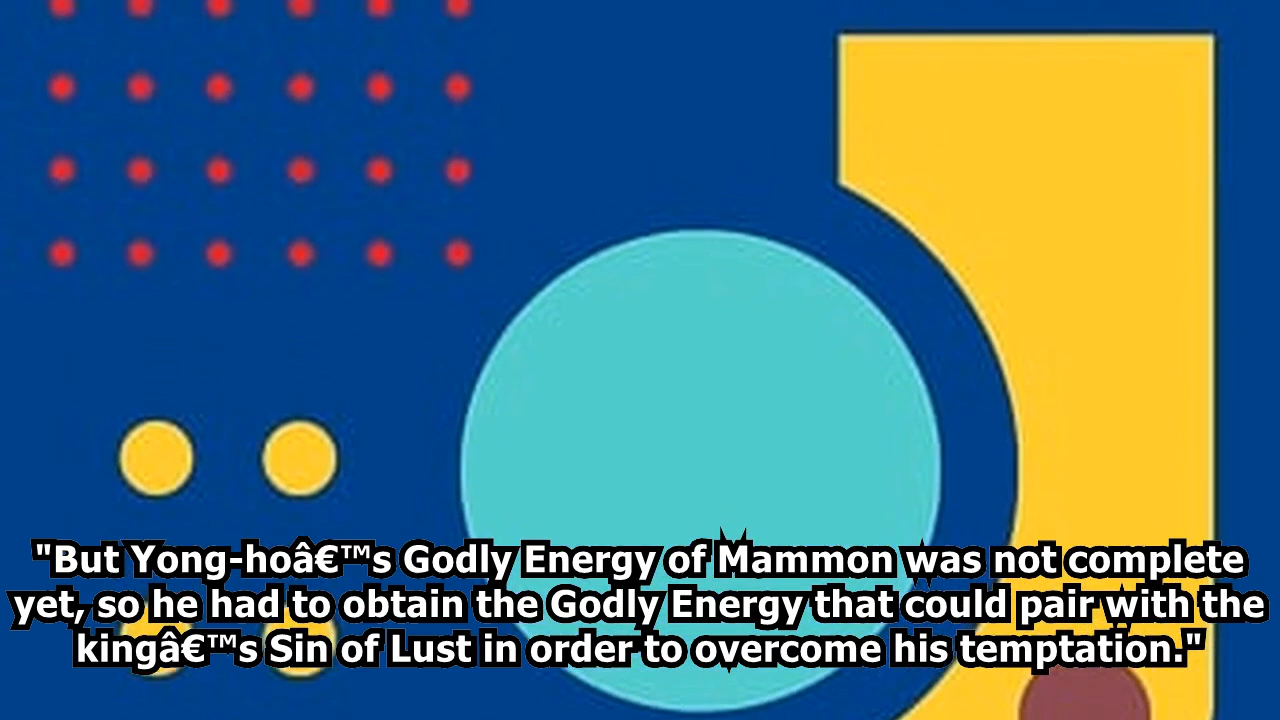 "But Yong-hoâ€™s Godly Energy of Mammon was not complete
yet, so he had to obtain the Godly Energy that could pair with the
kingâ€™s Sin of Lust in order to overcome his temptation."